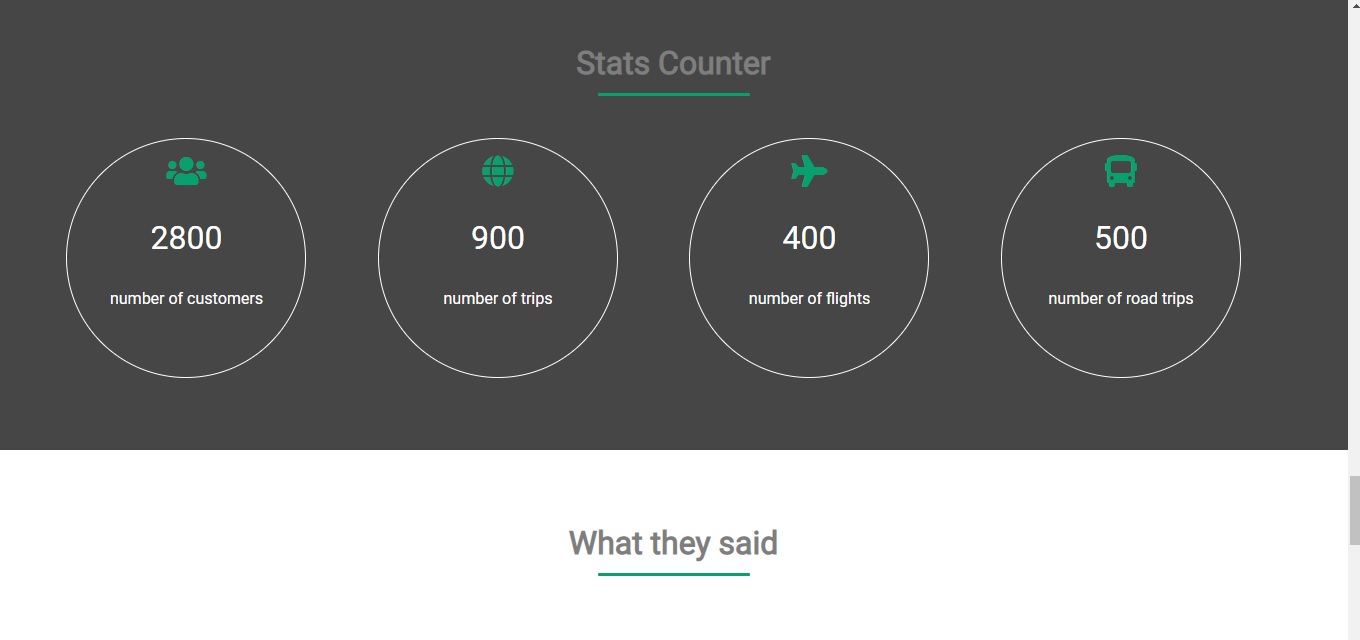 Stats Counter
2800
number of customers
900
number of trips
400
number of flights
500
number of road trips
What they said